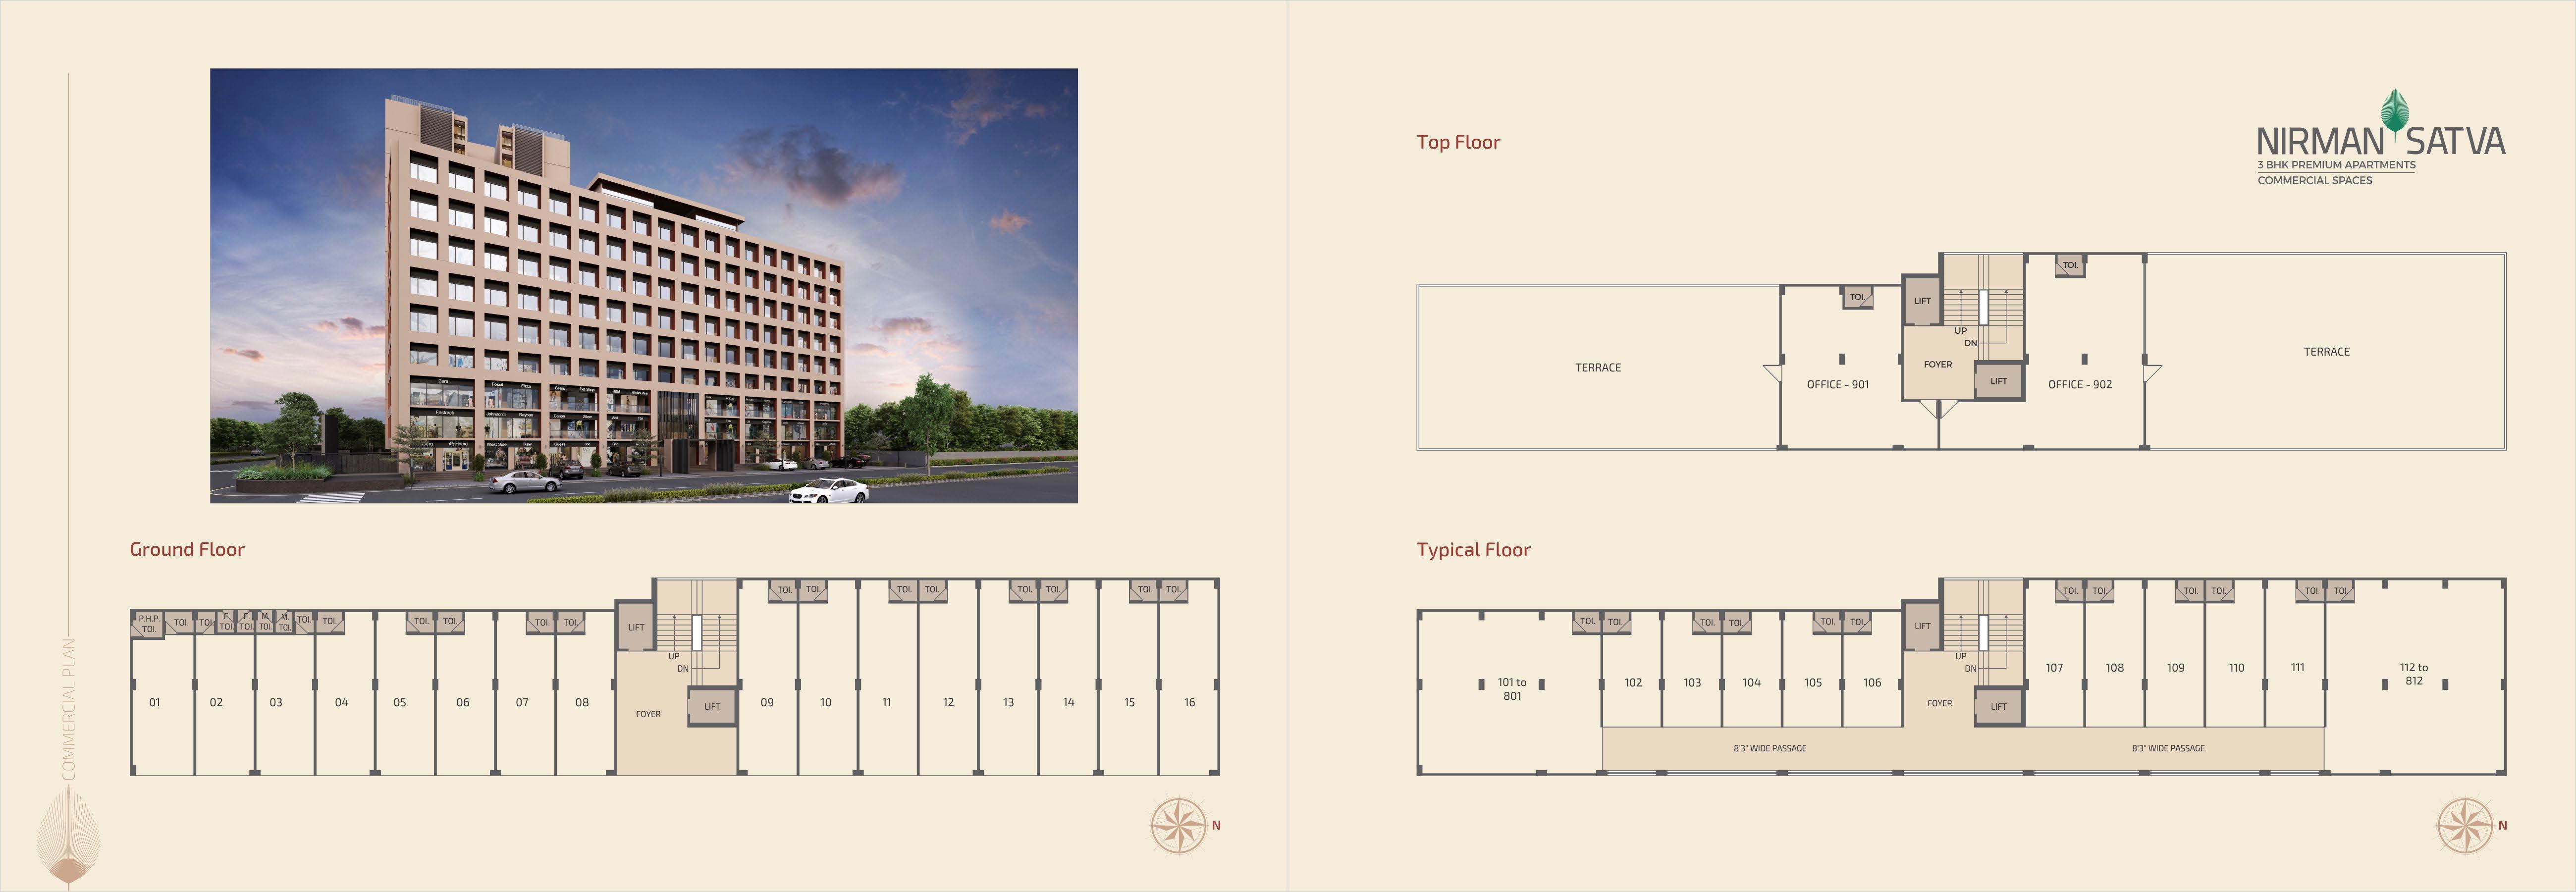 COMMERCIAL PLAN
Zara
Fastrack
Ground Floor
P.H.P. TOI.
TOI.
TOI.
F. TOI.
F. TOI.
M. TOI.
M. TOI.
TOI.
TOI.
TOI.
TOI.
TOI.
TOI.
LIFT
UP
DN
LIFT
FOYER
TOI.
TOI.
TOI.
TOI.
TOI.
TOI.
TOI.
TOI.
01
02
03
04
05
06
07
08
09
10
11
12
13
14
15
16
N
NIRMAN SATVA
3 BHK PREMIUM APARTMENTS
COMMERCIAL SPACES
Top Floor
TERRACE
TOI.
OFFICE - 901
LIFT
UP
DN
FOYER
LIFT
TOI.
OFFICE - 902
TERRACE
Typical Floor
TOI.
TOI.
TOI.
TOI.
TOI.
TOI.
LIFT
UP
DN
FOYER
LIFT
TOI.
TOI.
TOI.
TOI.
TOI.
TOI.
101 to
801
102
103
104
105
106
107
108
109
110
111
112 to
812
8'3" WIDE PASSAGE
8'3" WIDE PASSAGE
N